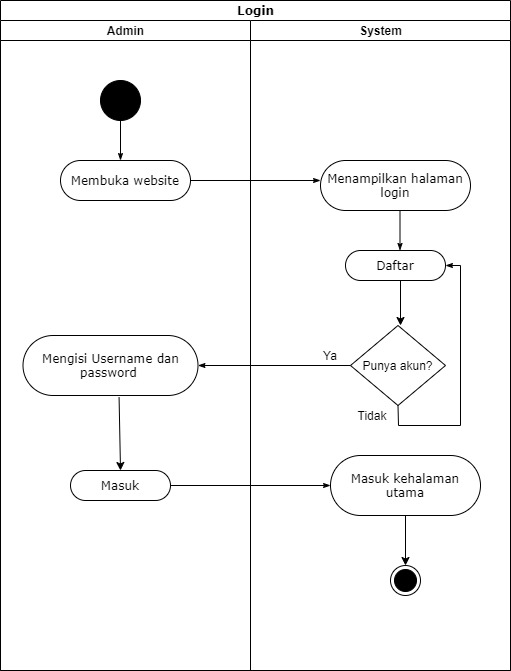 Login
Admin
System
Membuka website
Menampilkan halaman
login
Daftar
Mengisi Username dan
password
Ya
Punya akun?
Tidak
Masuk
Masuk kehalaman
utama